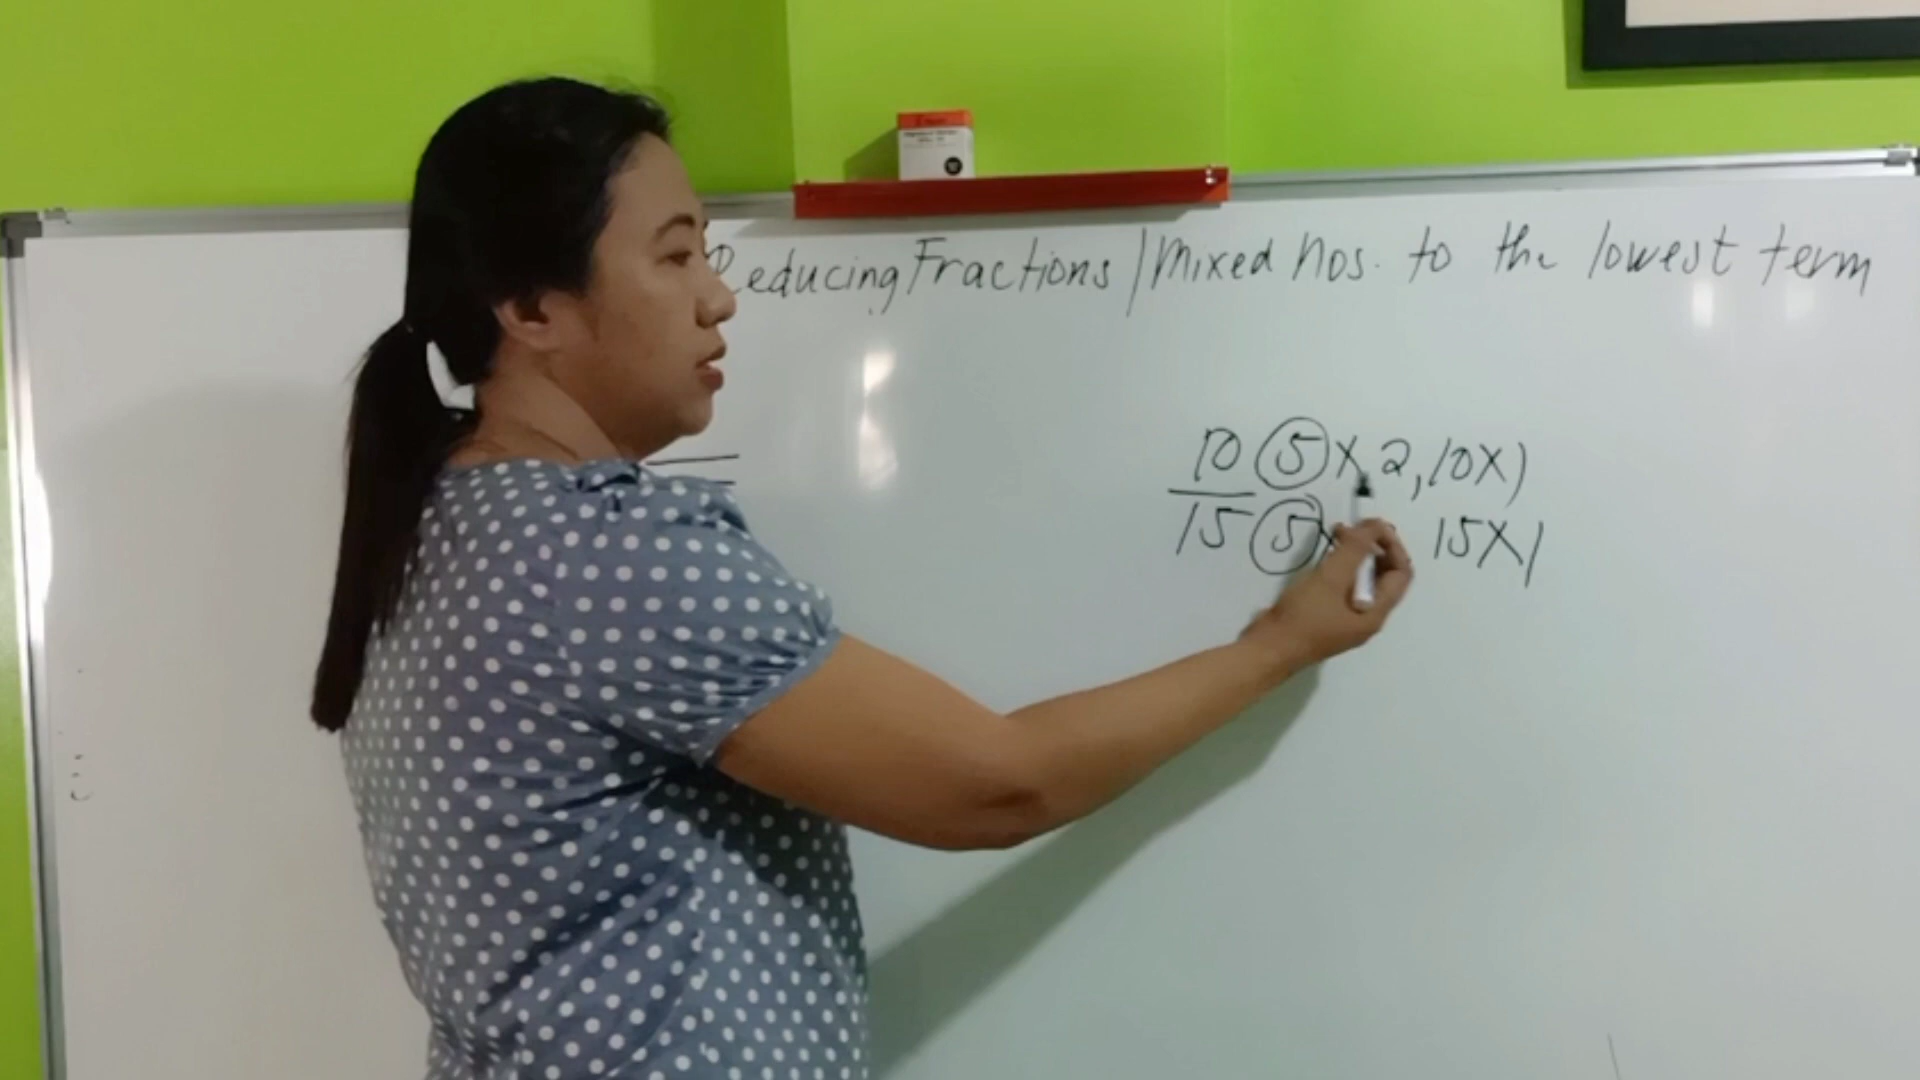 Reducing Fractions / Mixed Nos. to the lowest term
10 5 x 2, 10 x 1
15 5 x 15 x 1